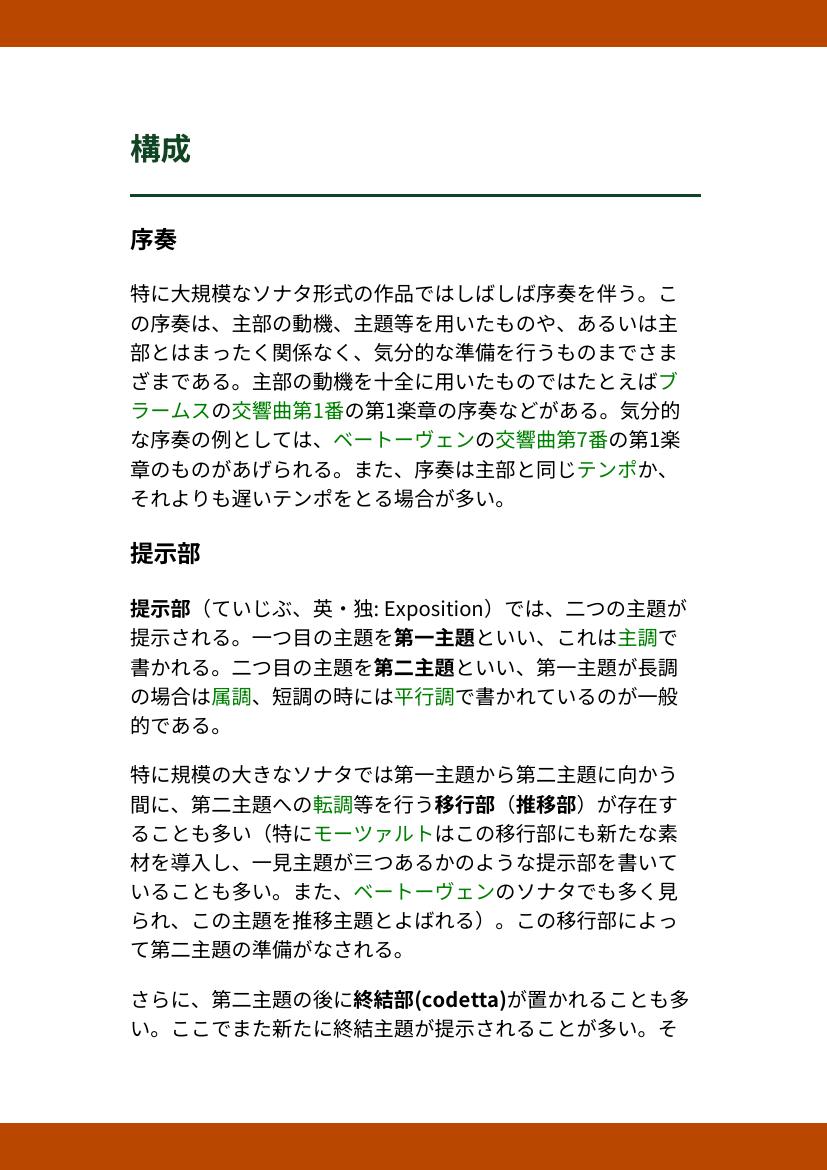 構成
序奏
特に大規模なソナタ形式の作品ではしばしば序奏を伴う。こ
の序奏は、主部の動機、主題等を用いたものや、あるいは主
部とはまったく関係なく、気分的な準備を行うものまでさま
ざまである。主部の動機を十全に用いたものではたとえばブ
ラームスの交響曲第1番の第1楽章の序奏などがある。気分的
な序奏の例としては、ベートーヴェンの交響曲第7番の第1楽
章のものがあげられる。また、序奏は主部と同じテンポか、
それよりも遅いテンポをとる場合が多い。
提示部
提示部（ていじぶ、英・独: Exposition）では、二つの主題が
提示される。一つ目の主題を第一主題といい、これは主調で
書かれる。二つ目の主題を第二主題といい、第一主題が長調
の場合は属調、短調の時には平行調で書かれているのが一般
的である。
特に規模の大きなソナタでは第一主題から第二主題に向かう
間に、第二主題への転調等を行う移行部（推移部）が存在す
ることも多い（特にモーツァルトはこの移行部にも新たな素
材を導入し、一見主題が三つあるかのような提示部を書いて
いることも多い。また、ベートーヴェンのソナタでも多く見
られ、この主題を推移主題とよばれる）。この移行部によっ
て第二主題の準備がなされる。
さらに、第二主題の後に終結部(codetta)が置かれることも多
い。ここでまた新たに終結主題が提示されることが多い。そ